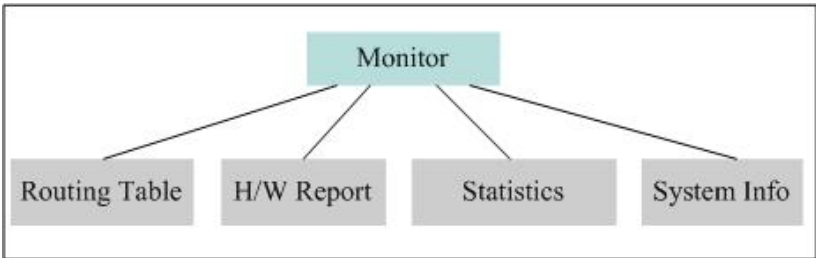 Monitor
Routing Table
H/W Report
Statistics
System Info